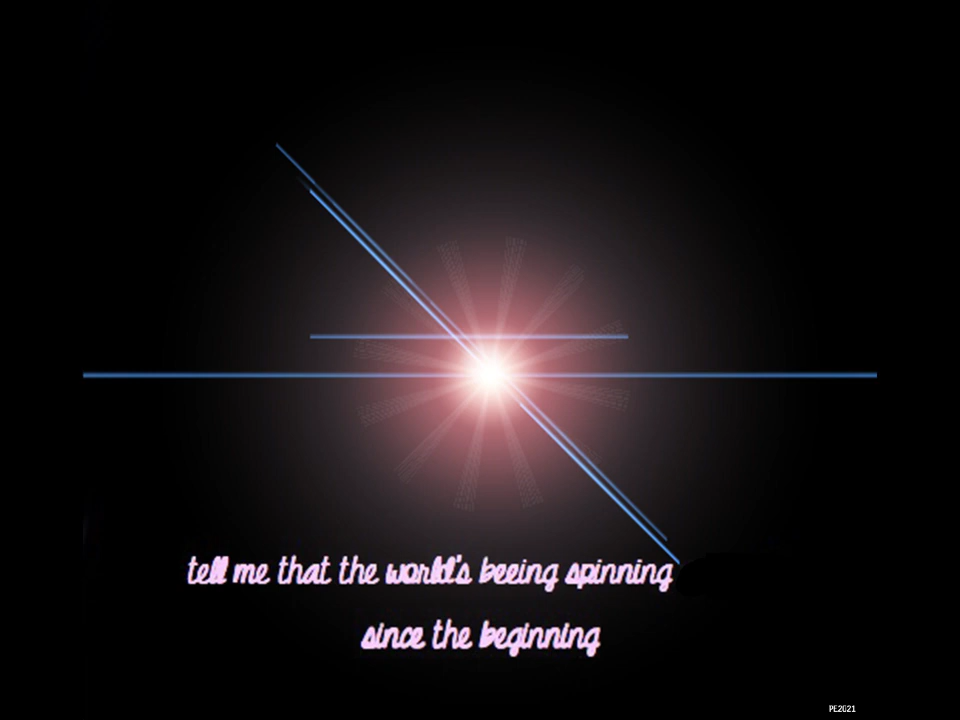 tell me that the world's beeing spinning
since the beginning
PE2021